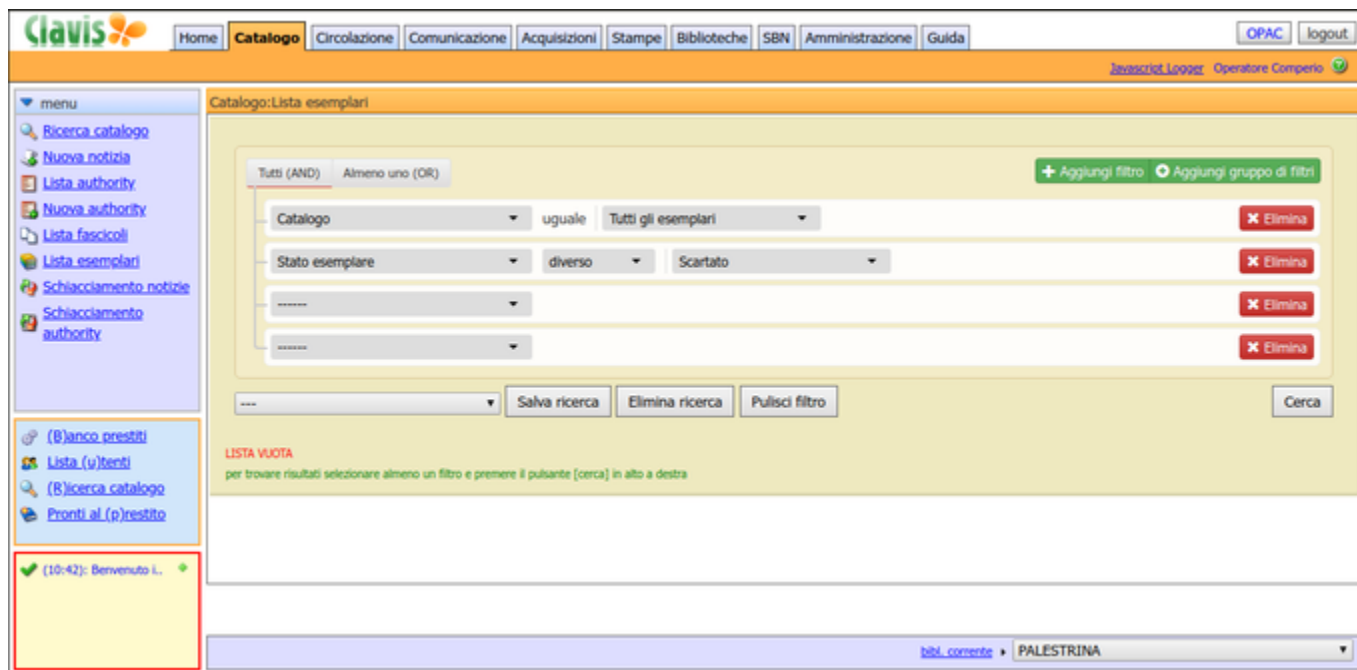 Clavis
Home Catalogo Circolazione Comunicazione Acquisizioni Stampe Biblioteche SBN Amministrazione Guida
OPAC logout
Javascript Logger Operatore Comperio
menu
Ricerca catalogo
Nuova notizia
Lista authority
Nuova authority
Lista fascicoli
Lista esemplari
Schiacciamento notizie
Schiacciamento
authority
(B)anco prestiti
Lista (u)tenti
(R)icerca catalogo
Pronti al (p)restito
(10:42): Benvenuto i..
Catalogo:Lista esemplari
Tutti (AND) Almeno uno (OR)
Aggiungi filtro Aggiungi gruppo di filtri
Catalogo uguale Tutti gli esemplari Elimina
Stato esemplare diverso Scartato Elimina
------ Elimina
------ Elimina
--- Salva ricerca Elimina ricerca Pulisci filtro Cerca
LISTA VUOTA
per trovare risultati selezionare almeno un filtro e premere il pulsante [cerca] in alto a destra
bibl. corrente PALESTRINA